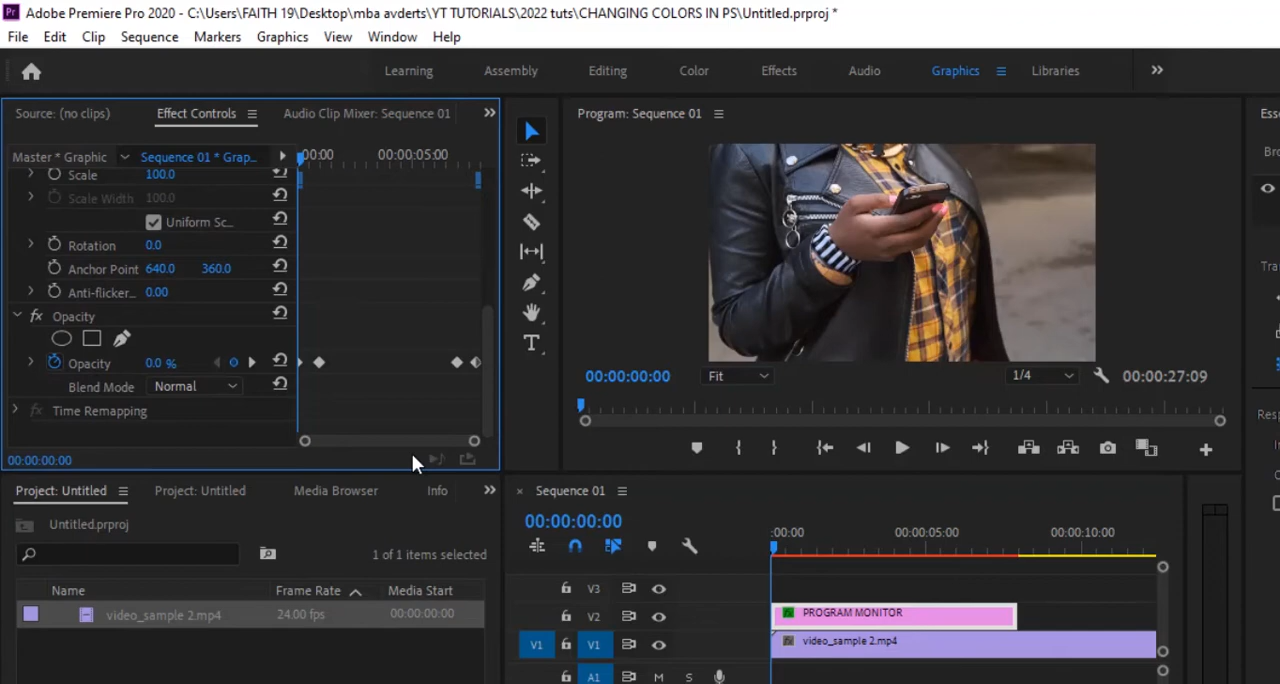 Adobe Premiere Pro 2020 - C:\Users\FAITH 19\Desktop\mba avderts\YT TUTORIALS\2022 tuts\CHANGING COLORS IN PS\Untitled.prproj *
File Edit Clip Sequence Markers Graphics View Window Help
Learning Assembly Editing Color Effects Audio Graphics Libraries
Source: (no clips) Effect Controls Audio Clip Mixer: Sequence 01
Master * Graphic Sequence 01 * Grap... :00:00 00:00:05:00
Scale 100.0
Scale Width 100.0
Uniform Sc...
Rotation 0.0
Anchor Point 640.0 360.0
Anti-flicker... 0.00
fx Opacity
Opacity 0.0 %
Blend Mode Normal
fx Time Remapping
00:00:00:00
Program: Sequence 01
00:00:00:00 Fit 1/4 00:00:27:09
Ess
Bro
Tra
Resp
Project: Untitled Project: Untitled Media Browser Info
Untitled.prproj
1 of 1 items selected
Name Frame Rate Media Start
video_sample 2.mp4 24.00 fps 00:00:00:00
× Sequence 01
00:00:00:00
:00:00 00:00:05:00 00:00:10:00
V3
V2 PROGRAM MONITOR
V1 V1 video_sample 2.mp4
A1 M S